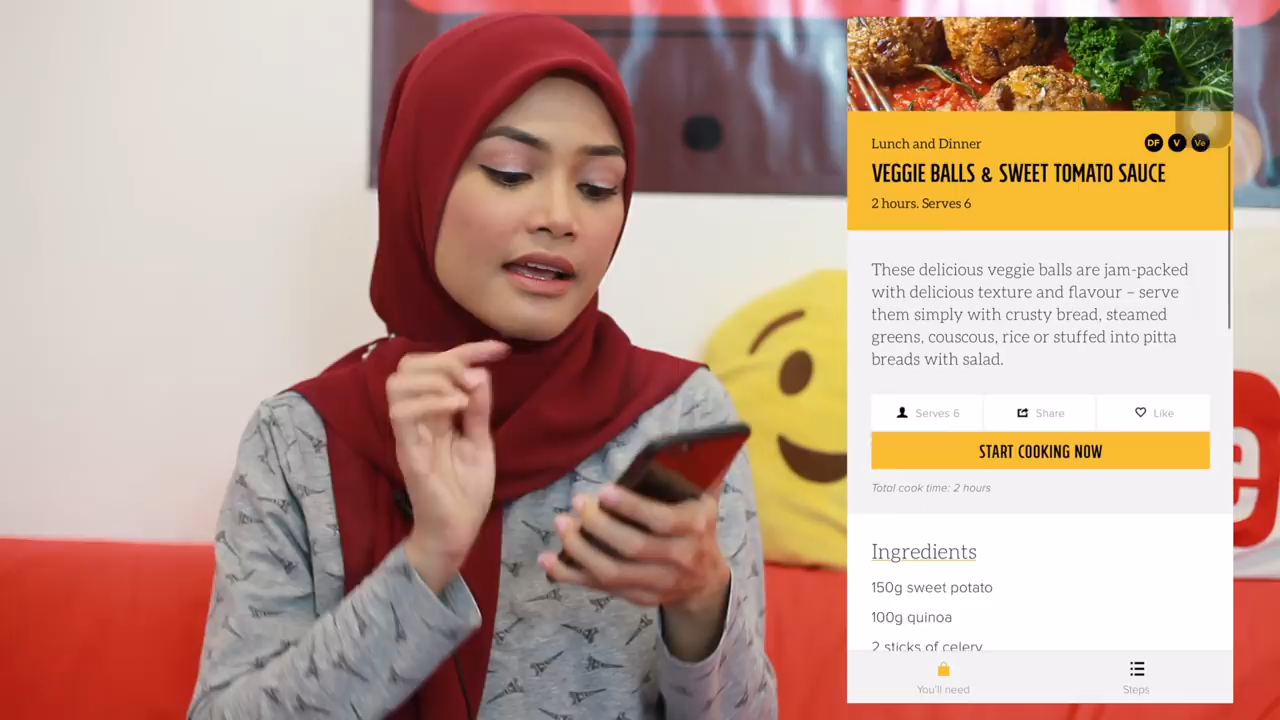 Lunch and Dinner
DF V Ve
VEGGIE BALLS & SWEET TOMATO SAUCE
2 hours. Serves 6
These delicious veggie balls are jam-packed
with delicious texture and flavour – serve
them simply with crusty bread, steamed
greens, couscous, rice or stuffed into pitta
breads with salad.
Serves 6
Share
Like
START COOKING NOW
Total cook time: 2 hours
Ingredients
150g sweet potato
100g quinoa
2 sticks of celery
You'll need
Steps
e